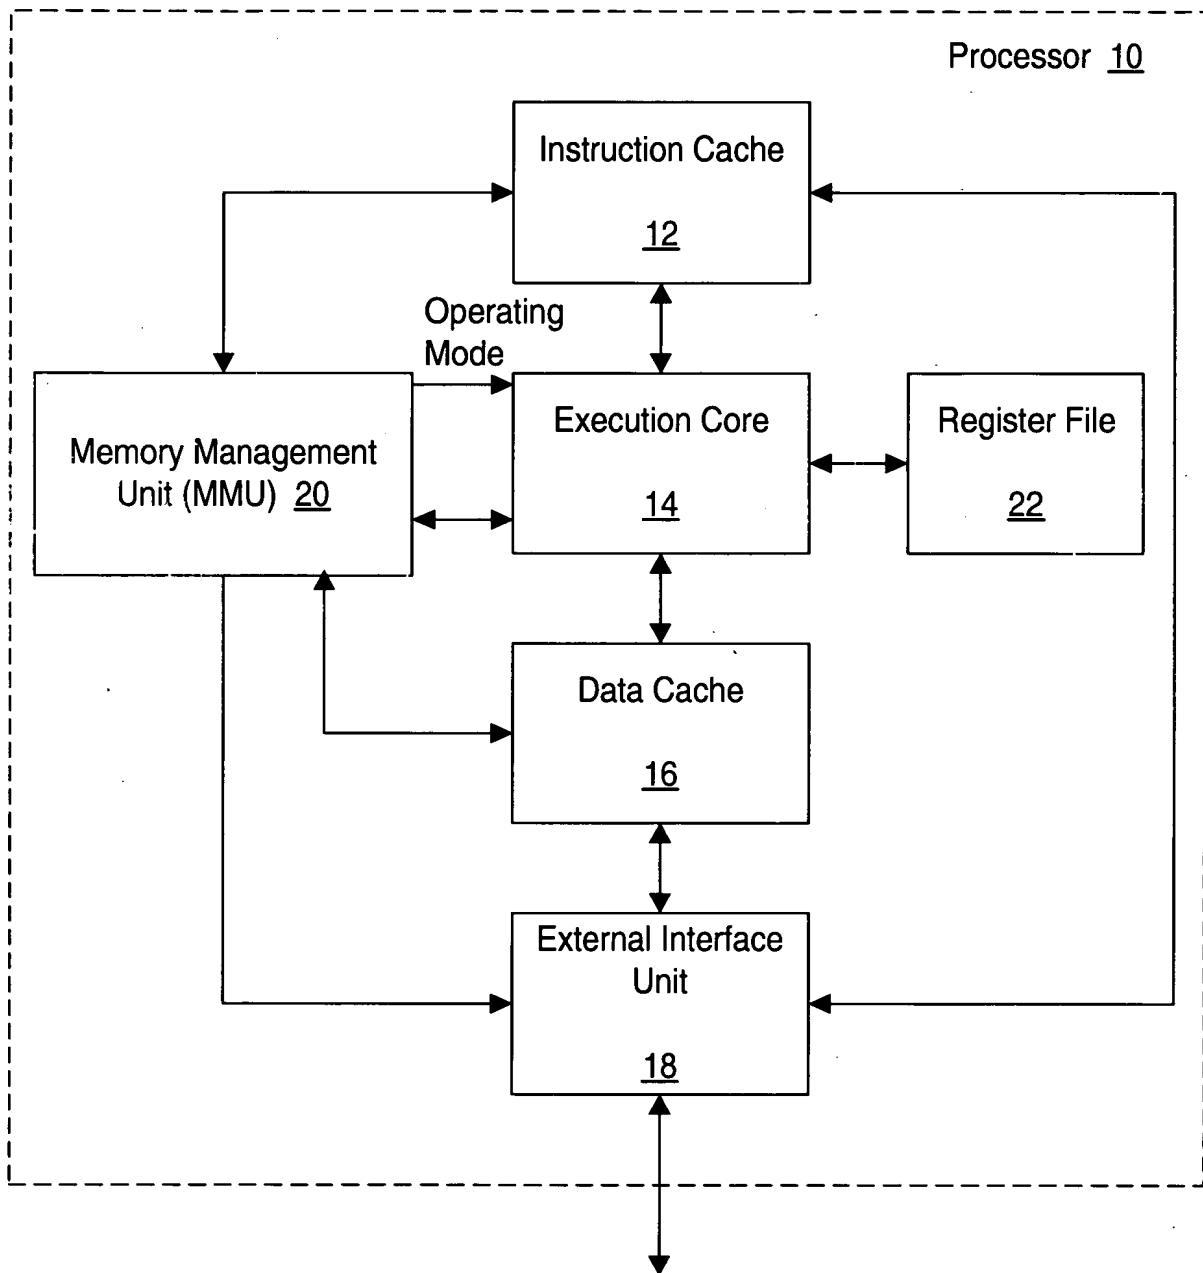 Processor 10
Instruction Cache
12
Operating
Mode
Memory Management
Unit (MMU) 20
Execution Core
14
Register File
22
Data Cache
16
External Interface
Unit
18